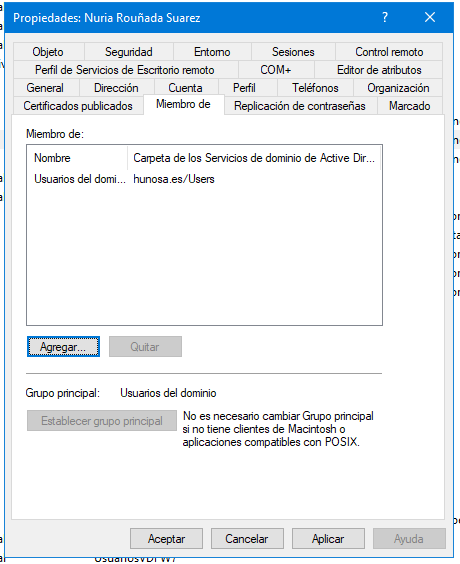 Propiedades: Nuria Rouñada Suarez
?
Objeto Seguridad Entorno Sesiones Control remoto
Perfil de Servicios de Escritorio remoto COM+ Editor de atributos
General Dirección Cuenta Perfil Teléfonos Organización
Certificados publicados Miembro de Replicación de contraseñas Marcado
Miembro de:
Nombre Carpeta de los Servicios de dominio de Active Dir...
Usuarios del domi... hunosa.es/Users
Agregar... Quitar
Grupo principal: Usuarios del dominio
Establecer grupo principal
No es necesario cambiar Grupo principal
si no tiene clientes de Macintosh o
aplicaciones compatibles con POSIX.
Aceptar Cancelar Aplicar Ayuda